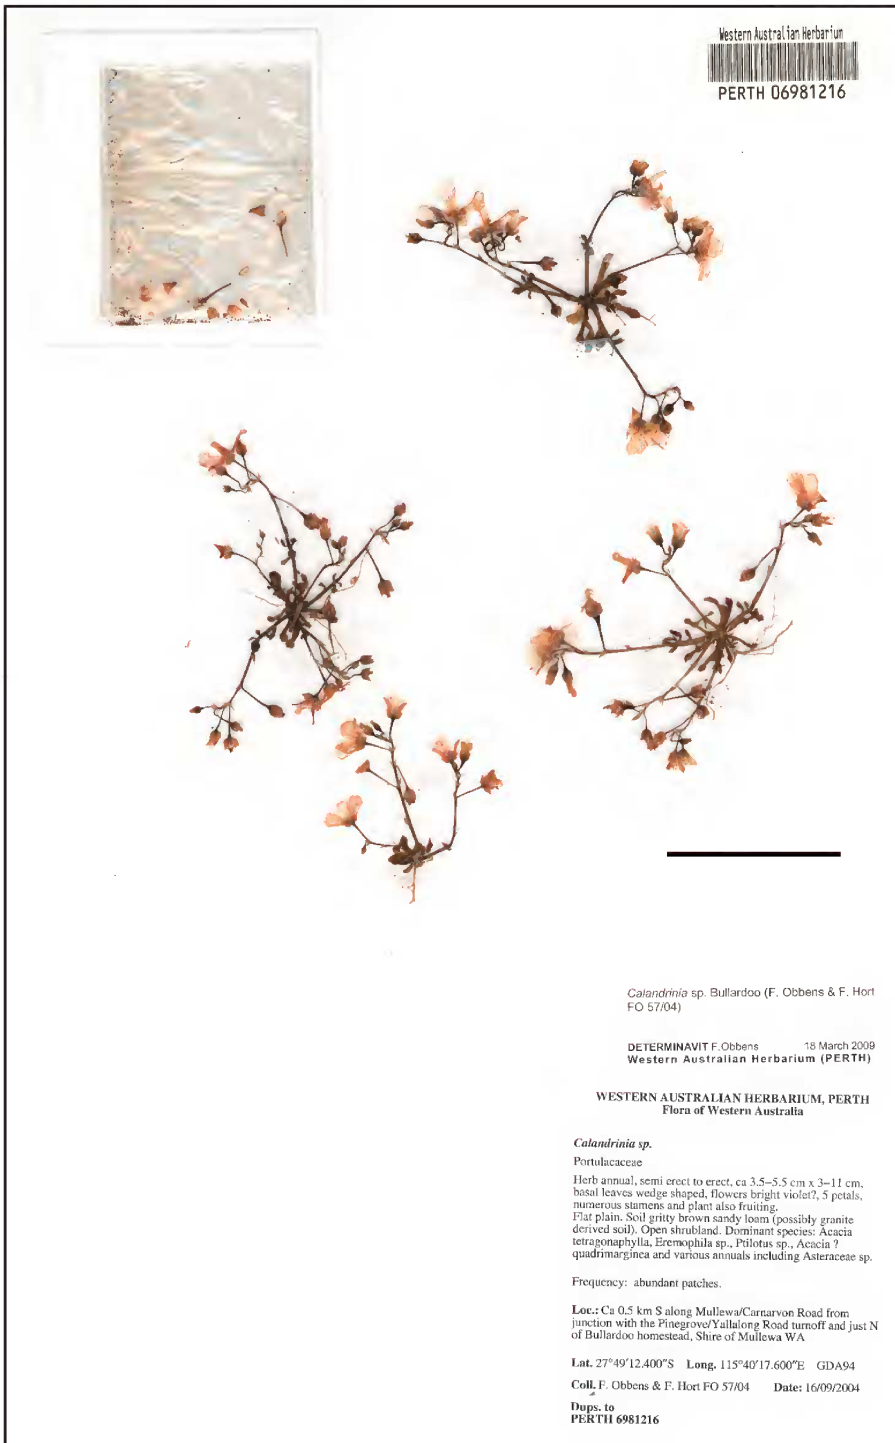 Western Australian Herbarium
PERTH 06981216
Calandrinia sp. Bullardoo (F. Obbens & F. Hort
FO 57/04)
DETERMINAVIT F.Obbens 18 March 2009
Western Australian Herbarium (PERTH)
WESTERN AUSTRALIAN HERBARIUM, PERTH
Flora of Western Australia
Calandrinia sp.
Portulacaceae
Herb annual, semi erect to erect, ca 3.5–5.5 cm x 3–11 cm,
basal leaves wedge shaped, flowers bright violet?, 5 petals,
numerous stamens and plant also fruiting.
Flat plain. Soil gritty brown sandy loam (possibly granite
derived soil). Open shrubland. Dominant species: Acacia
tetragonaphylla, Eremophila sp., Ptilotus sp., Acacia ?
quadrimarginea and various annuals including Asteraceae sp.
Frequency: abundant patches.
Loc.: Ca 0.5 km S along Mullewa/Carnarvon Road from
junction with the Pinegrove/Yallalong Road turnoff and just N
of Bullardoo homestead, Shire of Mullewa WA
Lat. 27°49'12.400"S Long. 115°40'17.600"E GDA94
Coll. F. Obbens & F. Hort FO 57/04 Date: 16/09/2004
Dups. to
PERTH 6981216